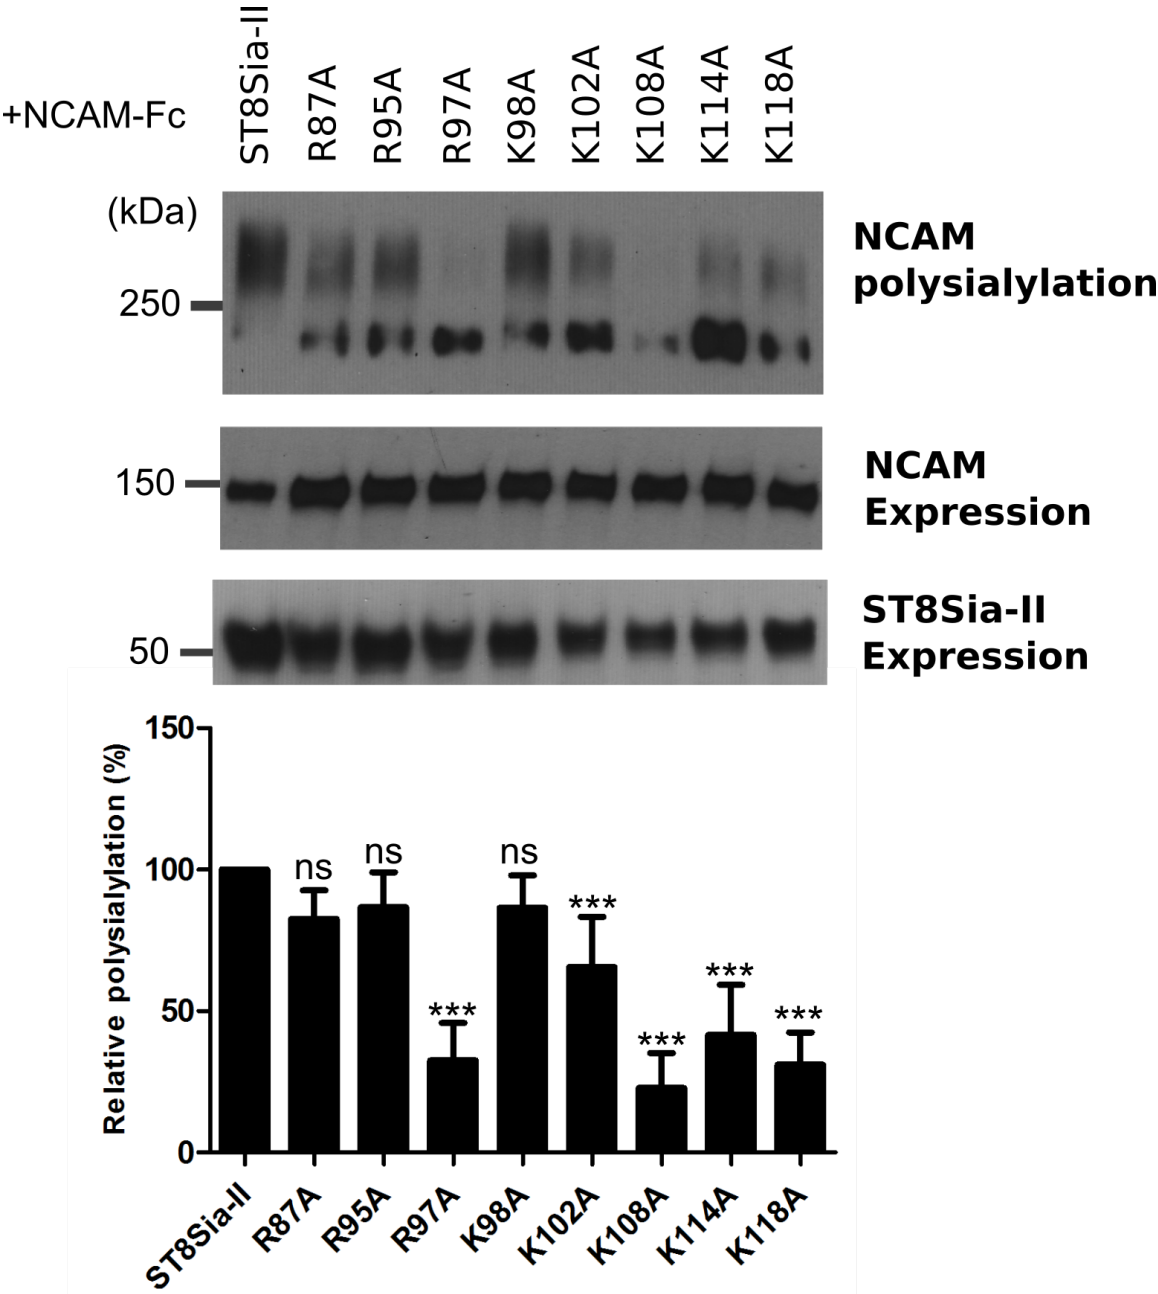 +NCAM-Fc
ST8Sia-II
R87A
R95A
R97A
K98A
K102A
K108A
K114A
K118A
(kDa)
250
NCAM
polysialylation
150
NCAM
Expression
50
ST8Sia-II
Expression
Relative polysialylation (%)
150
100
50
0
ns
ns
***
ns
***
***
***
***
ST8Sia-II
R87A
R95A
R97A
K98A
K102A
K108A
K114A
K118A